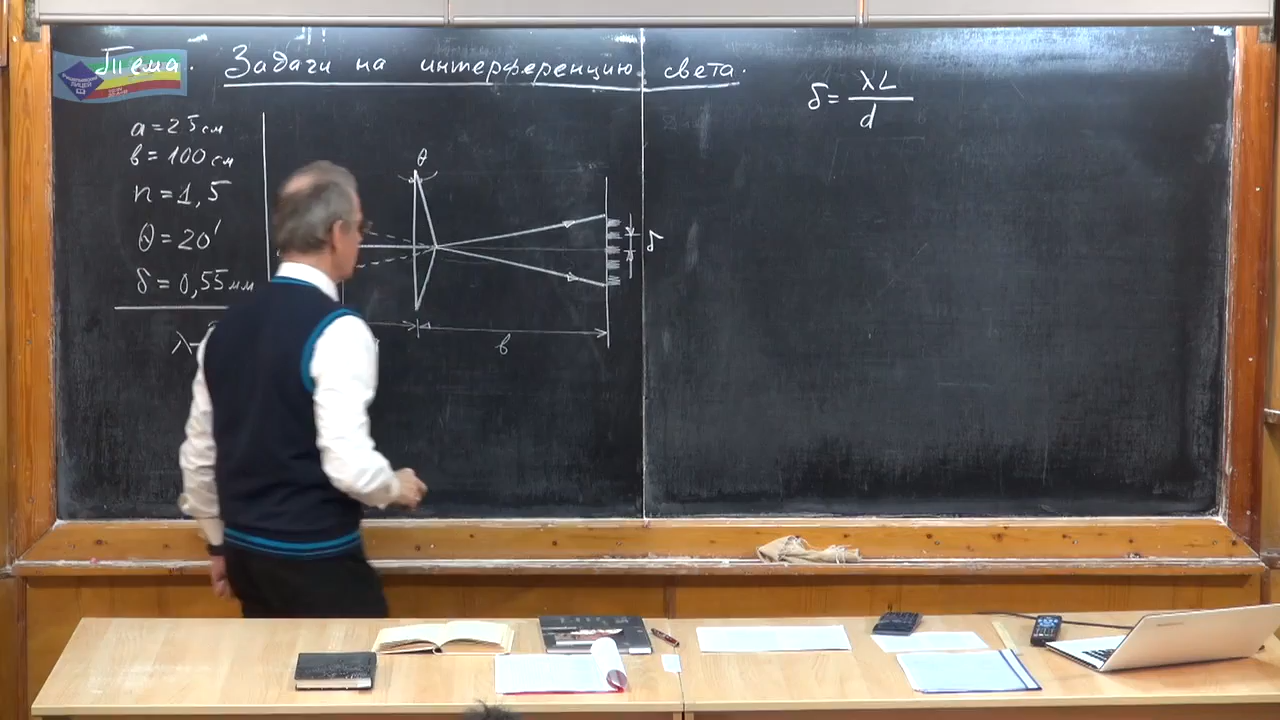 Тема. Задачи на интерференцию света.
a = 25 см
в = 100 см
n = 1,5
θ = 20'
δ = 0,55 мм
λ -
θ
δ
в
δ = λL / d